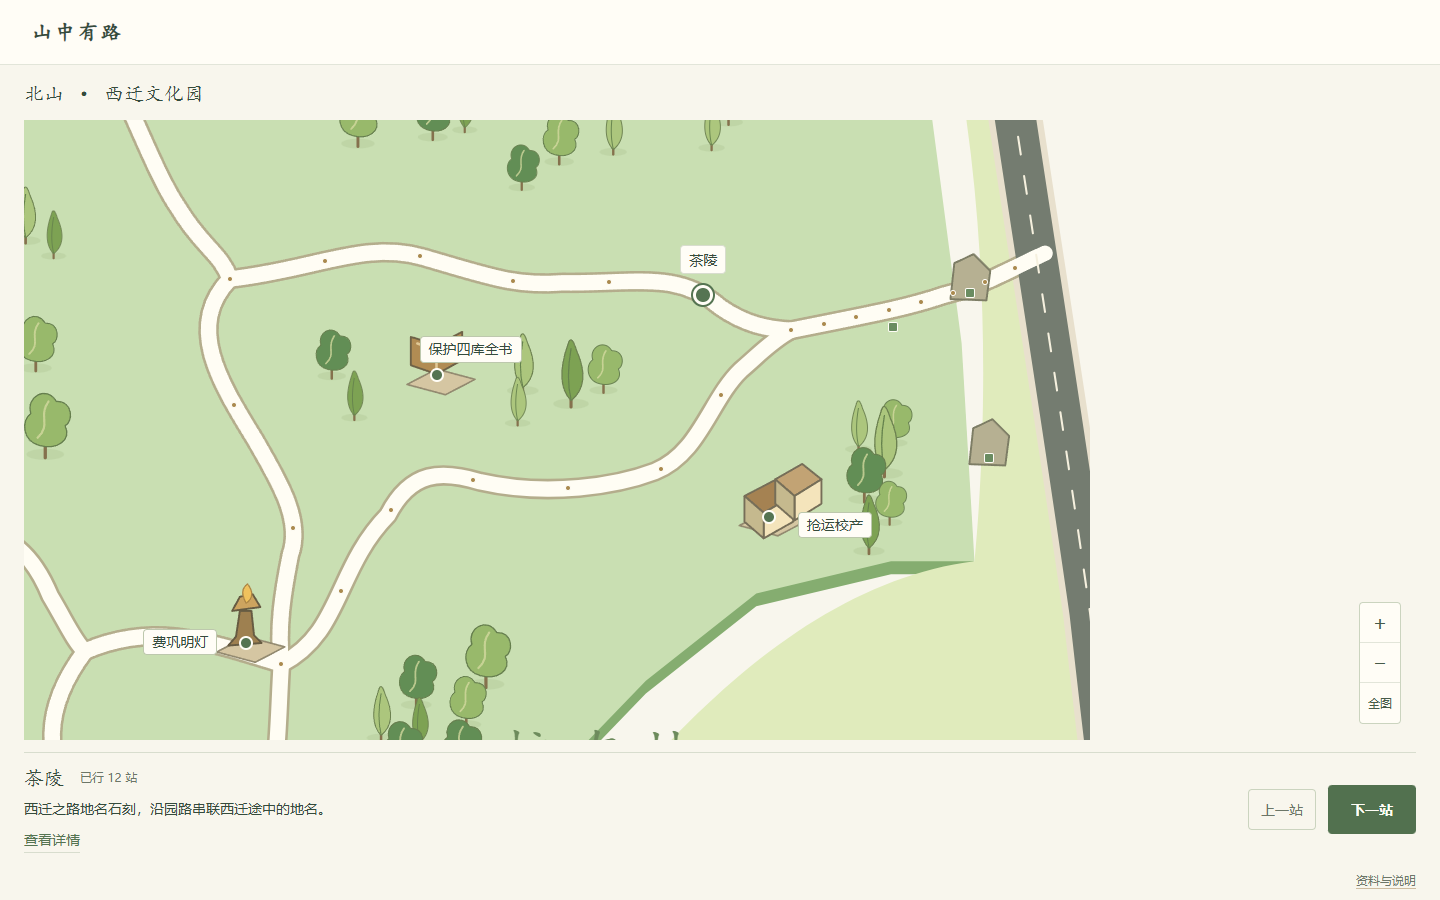 山中有路
北山 • 西迁文化园
茶陵
保护四库全书
抢运校产
费巩明灯
+
−
全图
茶陵 已行 12 站
西迁之路地名石刻，沿园路串联西迁途中的地名。
查看详情
上一站
下一站
资料与说明